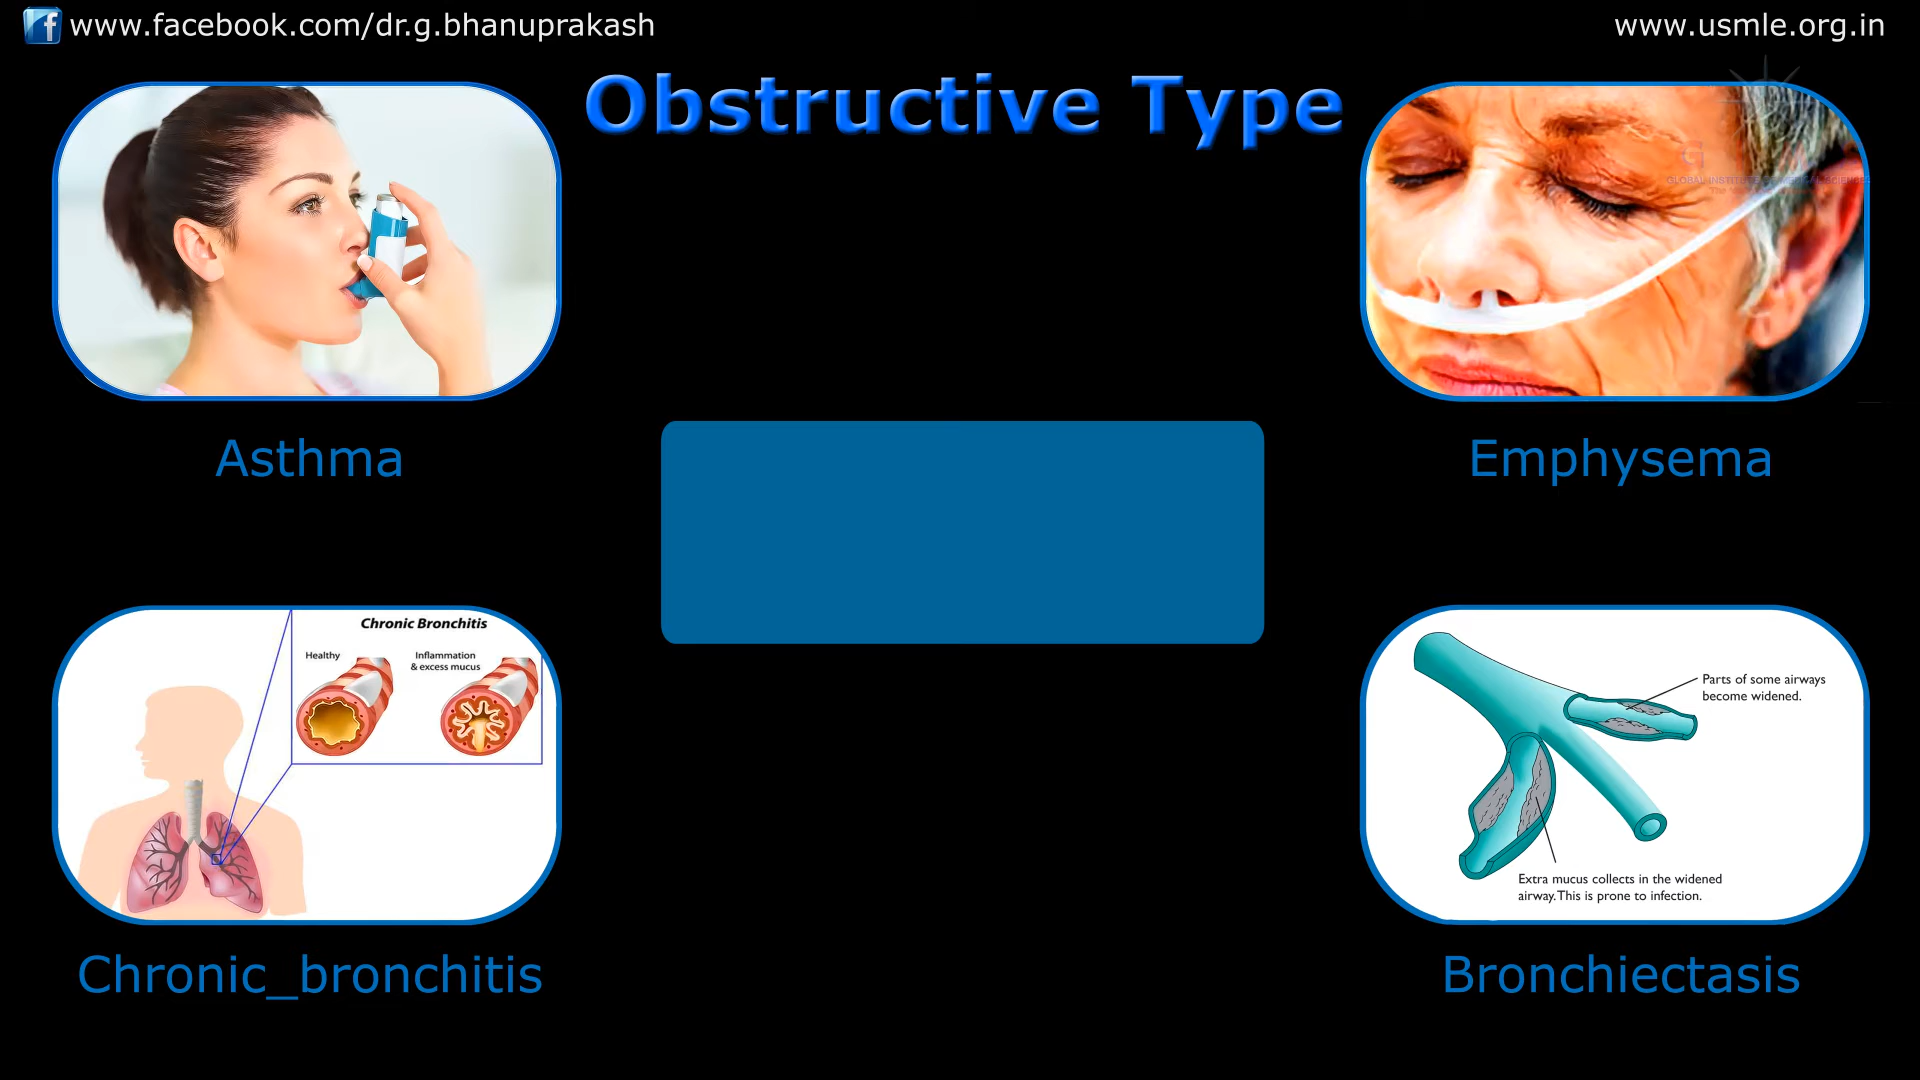 www.facebook.com/dr.g.bhanuprakash
www.usmle.org.in
Obstructive Type
Asthma
Emphysema
Chronic Bronchitis
Healthy
Inflammation
& excess mucus
Parts of some airways
become widened.
Extra mucus collects in the widened
airway. This is prone to infection.
Chronic_bronchitis
Bronchiectasis